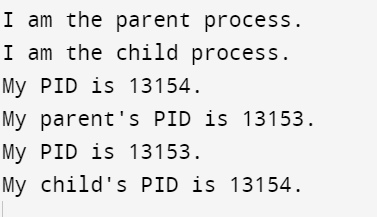 I am the parent process.
I am the child process.
My PID is 13154.
My parent's PID is 13153.
My PID is 13153.
My child's PID is 13154.